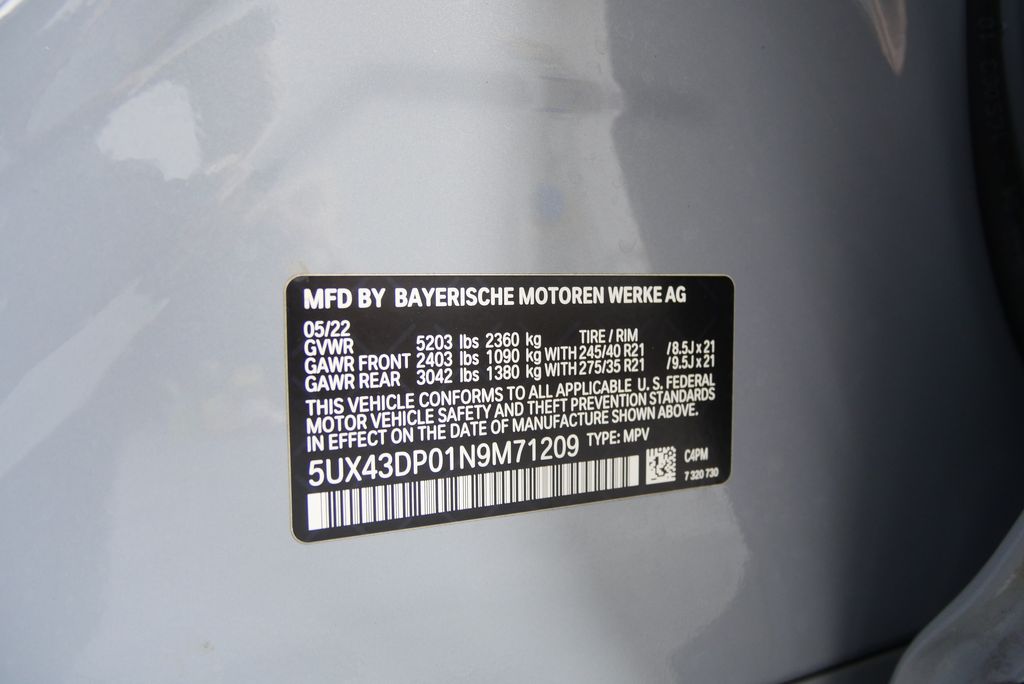 MFD BY BAYERISCHE MOTOREN WERKE AG
05/22
GVWR 5203 lbs 2360 kg TIRE / RIM
GAWR FRONT 2403 lbs 1090 kg WITH 245/40 R21 /8.5J x 21
GAWR REAR 3042 lbs 1380 kg WITH 275/35 R21 /9.5J x 21
THIS VEHICLE CONFORMS TO ALL APPLICABLE U.S. FEDERAL
MOTOR VEHICLE SAFETY AND THEFT PREVENTION STANDARDS
IN EFFECT ON THE DATE OF MANUFACTURE SHOWN ABOVE.
5UX43DP01N9M71209 TYPE: MPV
C4PM
7 320 730